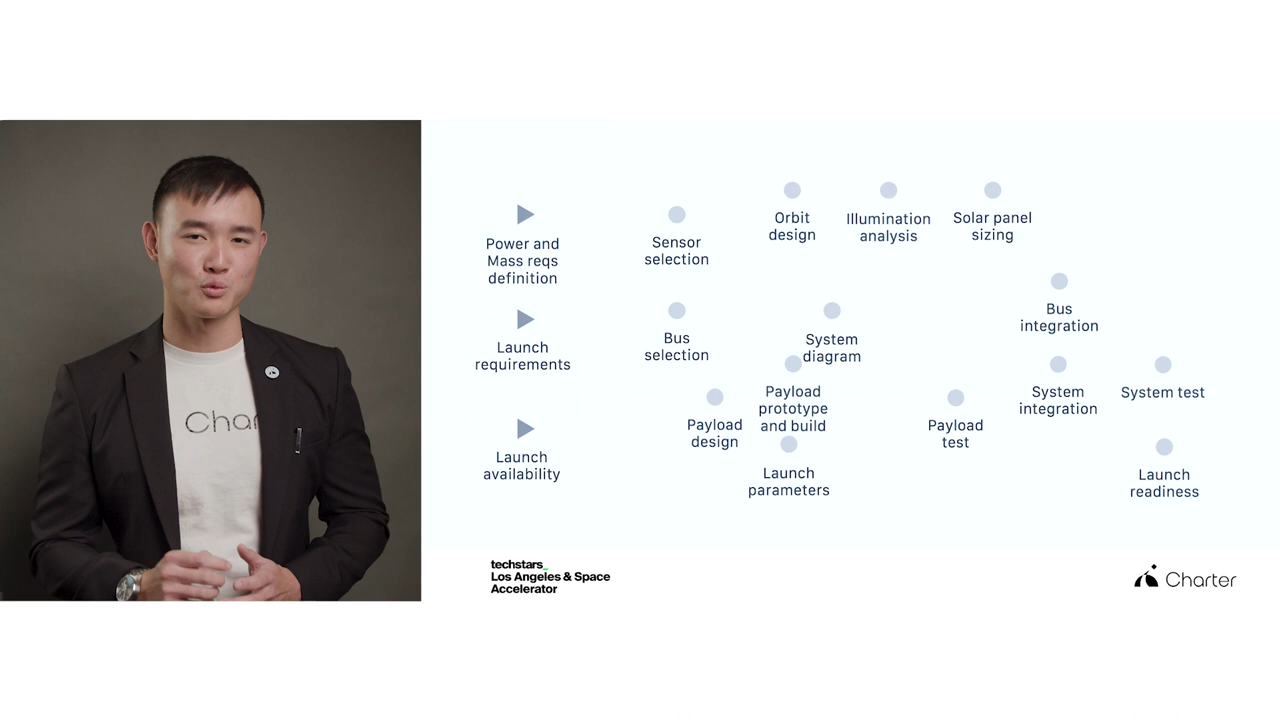 Orbit
design
Illumination
analysis
Solar panel
sizing
Power and
Mass reqs
definition
Sensor
selection
Bus
integration
Launch
requirements
Bus
selection
System
diagram
Payload
prototype
and build
System
integration
System test
Char
Launch
availability
Payload
design
Payload
test
Launch
parameters
Launch
readiness
techstars_
Los Angeles & Space
Accelerator
Charter